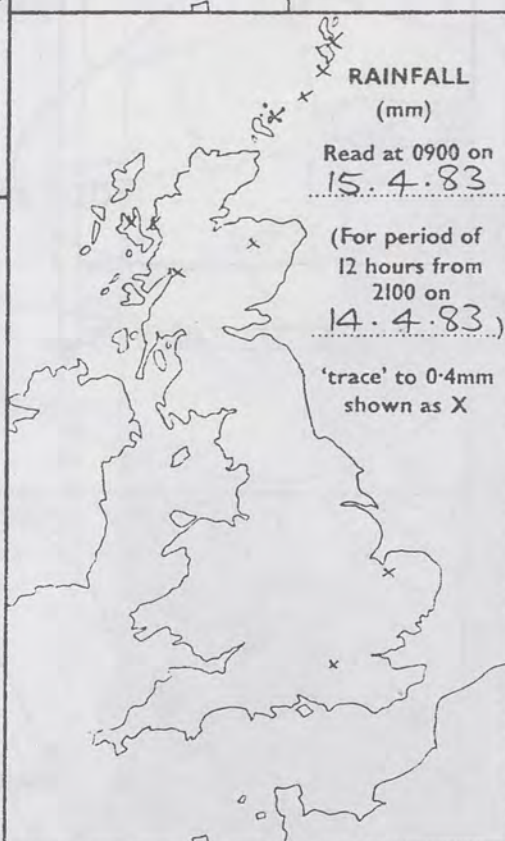 RAINFALL
(mm)
Read at 0900 on
15.4.83
(For period of
12 hours from
2100 on
14.4.83)
'trace' to 0·4mm
shown as X